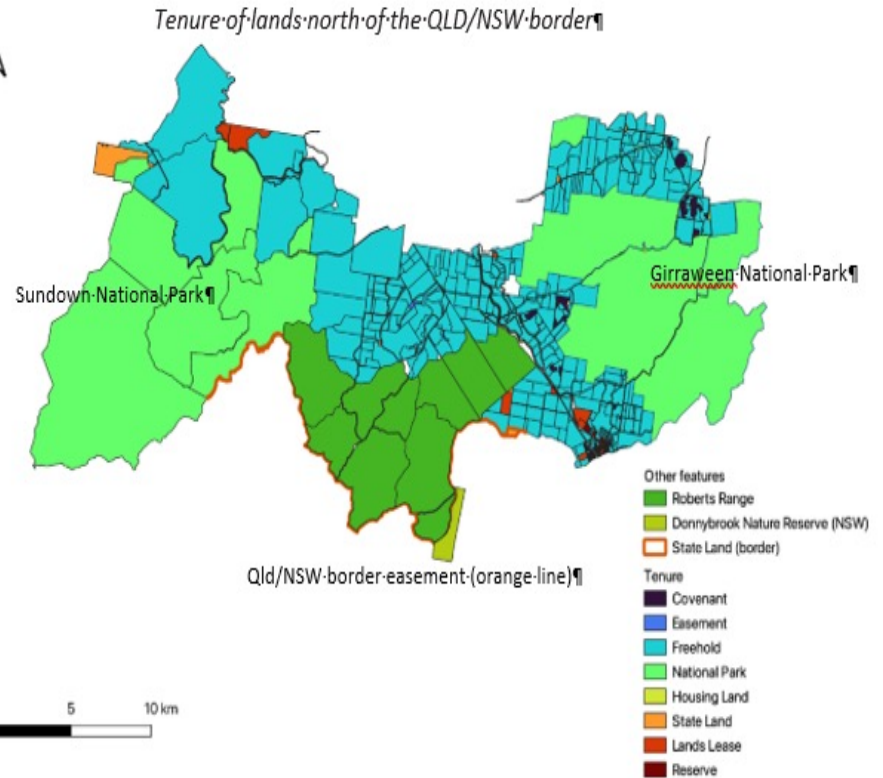 Tenure·of·lands·north·of·the·QLD/NSW·border¶
Sundown·National·Park¶
Girraween·National·Park¶
Qld/NSW·border·easement·(orange·line)¶
Other features
Roberts Range
Donnybrook Nature Reserve (NSW)
State Land (border)
Tenure
Covenant
Easement
Freehold
National Park
Housing Land
State Land
Lands Lease
Reserve
5 10 km